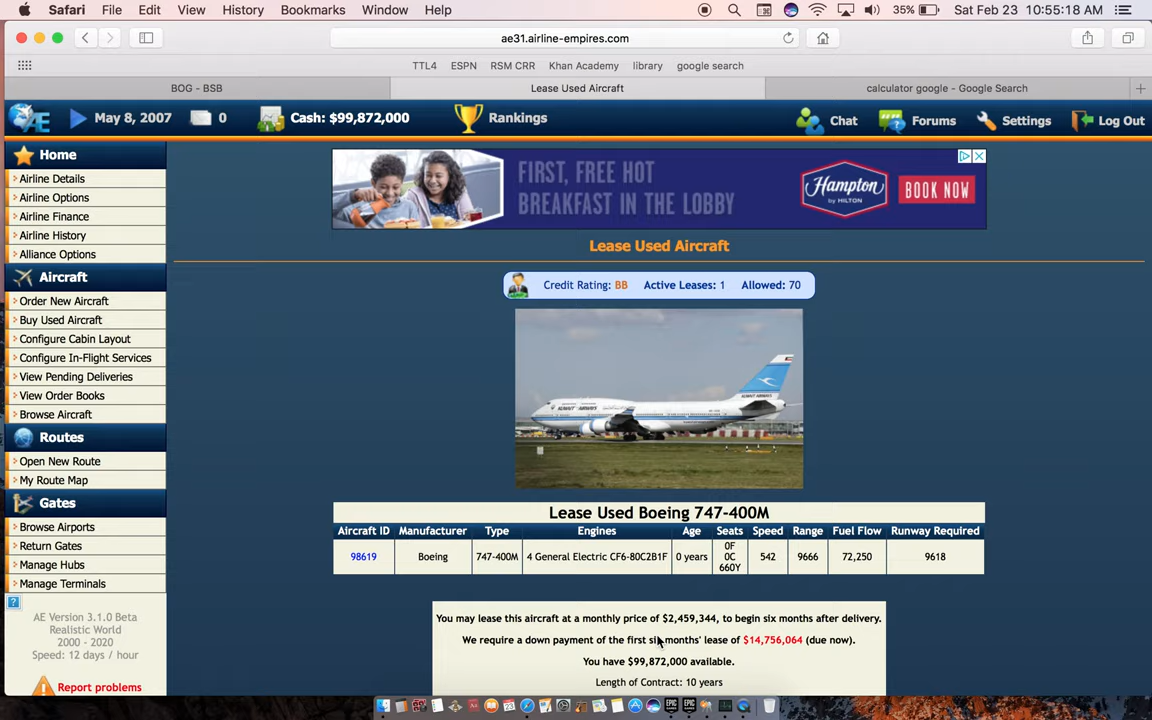 Safari File Edit View History Bookmarks Window Help 35% Sat Feb 23 10:55:18 AM
ae31.airline-empires.com
TTL4 ESPN RSM CRR Khan Academy library google search
BOG - BSB Lease Used Aircraft calculator google - Google Search
AE May 8, 2007 0 Cash: $99,872,000 Rankings Chat Forums Settings Log Out
Home
Airline Details
Airline Options
Airline Finance
Airline History
Alliance Options
Aircraft
Order New Aircraft
Buy Used Aircraft
Configure Cabin Layout
Configure In-Flight Services
View Pending Deliveries
View Order Books
Browse Aircraft
Routes
Open New Route
My Route Map
Gates
Browse Airports
Return Gates
Manage Hubs
Manage Terminals
?
AE Version 3.1.0 Beta
Realistic World
2000 - 2020
Speed: 12 days / hour
Report problems
FIRST, FREE HOT
BREAKFAST IN THE LOBBY
Hampton
by HILTON
BOOK NOW
Lease Used Aircraft
Credit Rating: BB Active Leases: 1 Allowed: 70
KUWAIT AIRWAYS
Lease Used Boeing 747-400M
Aircraft ID Manufacturer Type Engines Age Seats Speed Range Fuel Flow Runway Required
98619 Boeing 747-400M 4 General Electric CF6-80C2B1F 0 years 0F 0C 660Y 542 9666 72,250 9618
You may lease this aircraft at a monthly price of $2,459,344, to begin six months after delivery.
We require a down payment of the first six months' lease of $14,756,064 (due now).
You have $99,872,000 available.
Length of Contract: 10 years